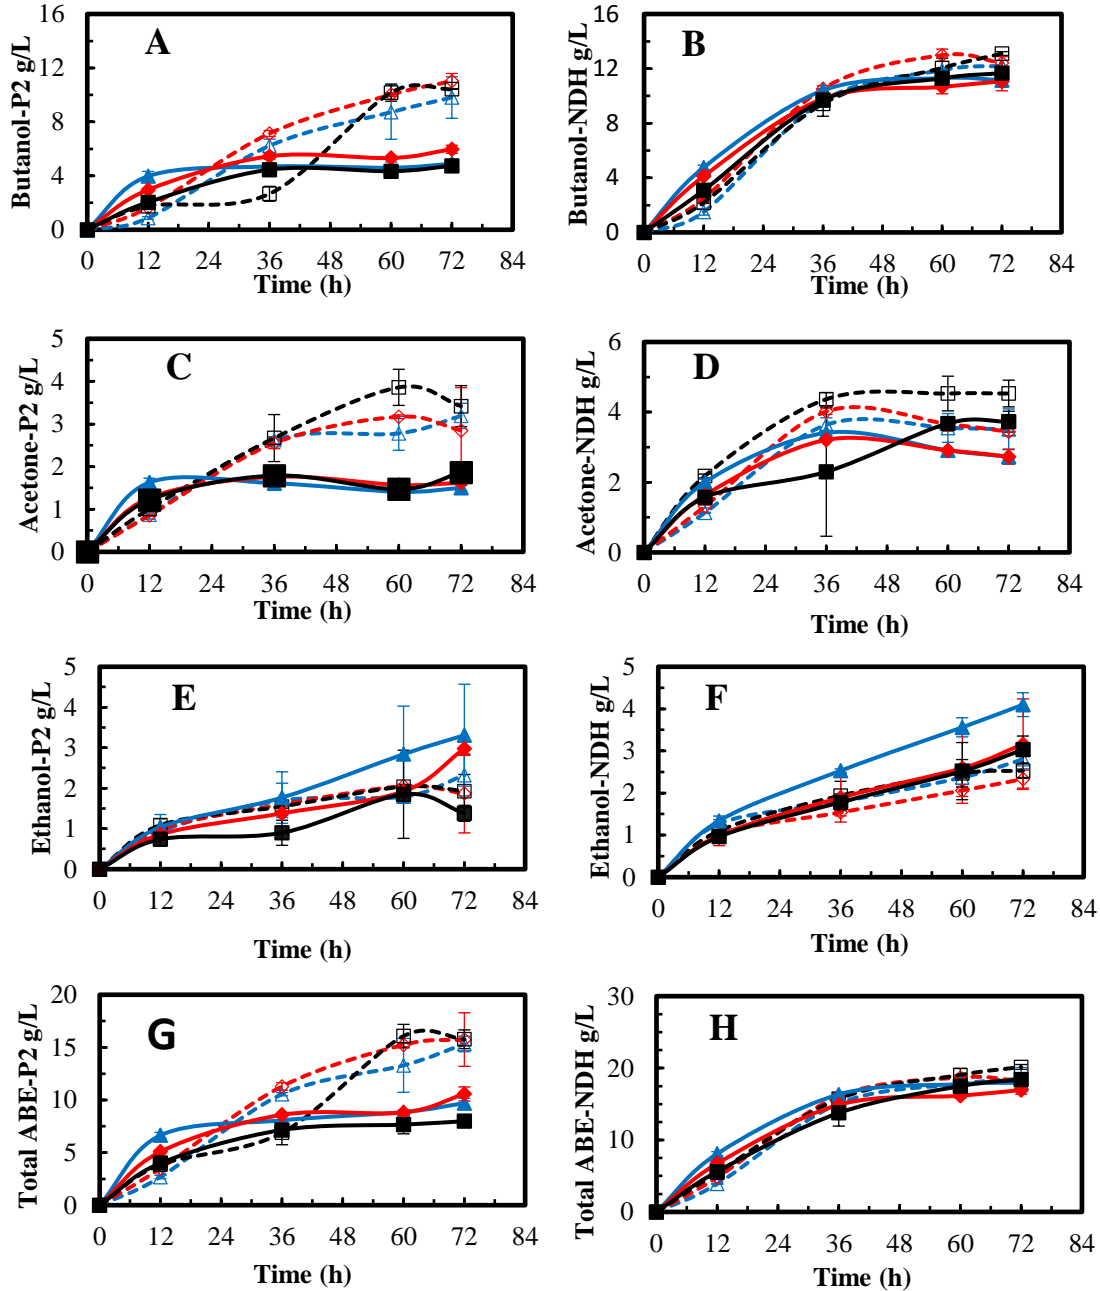 A
Butanol-P2 g/L
16
12
8
4
0
0 12 24 36 48 60 72 84
Time (h)
B
Butanol-NDH g/L
16
12
8
4
0
0 12 24 36 48 60 72 84
Time (h)
C
Acetone-P2 g/L
5
4
3
2
1
0
0 12 24 36 48 60 72 84
Time (h)
D
Acetone-NDH g/L
6
4
2
0
0 12 24 36 48 60 72 84
Time (h)
E
Ethanol-P2 g/L
5
4
3
2
1
0
0 12 24 36 48 60 72 84
Time (h)
F
Ethanol-NDH g/L
5
4
3
2
1
0
0 12 24 36 48 60 72 84
Time (h)
G
Total ABE-P2 g/L
20
15
10
5
0
0 12 24 36 48 60 72 84
Time (h)
H
Total ABE-NDH g/L
30
20
10
0
0 12 24 36 48 60 72 84
Time (h)